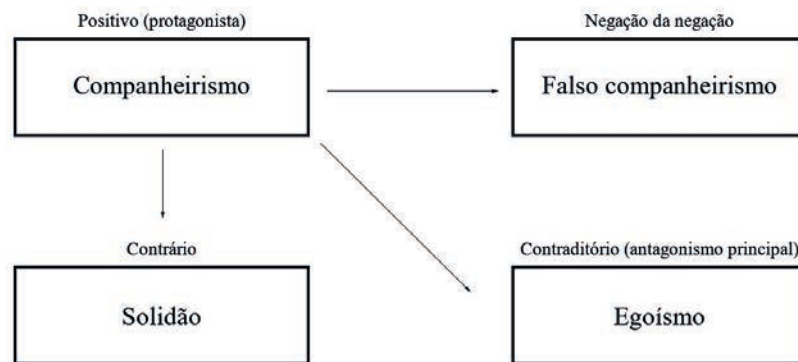 Positivo (protagonista)
Negação da negação
Companheirismo
Falso companheirismo
Contrário
Contraditório (antagonismo principal)
Solidão
Egoísmo